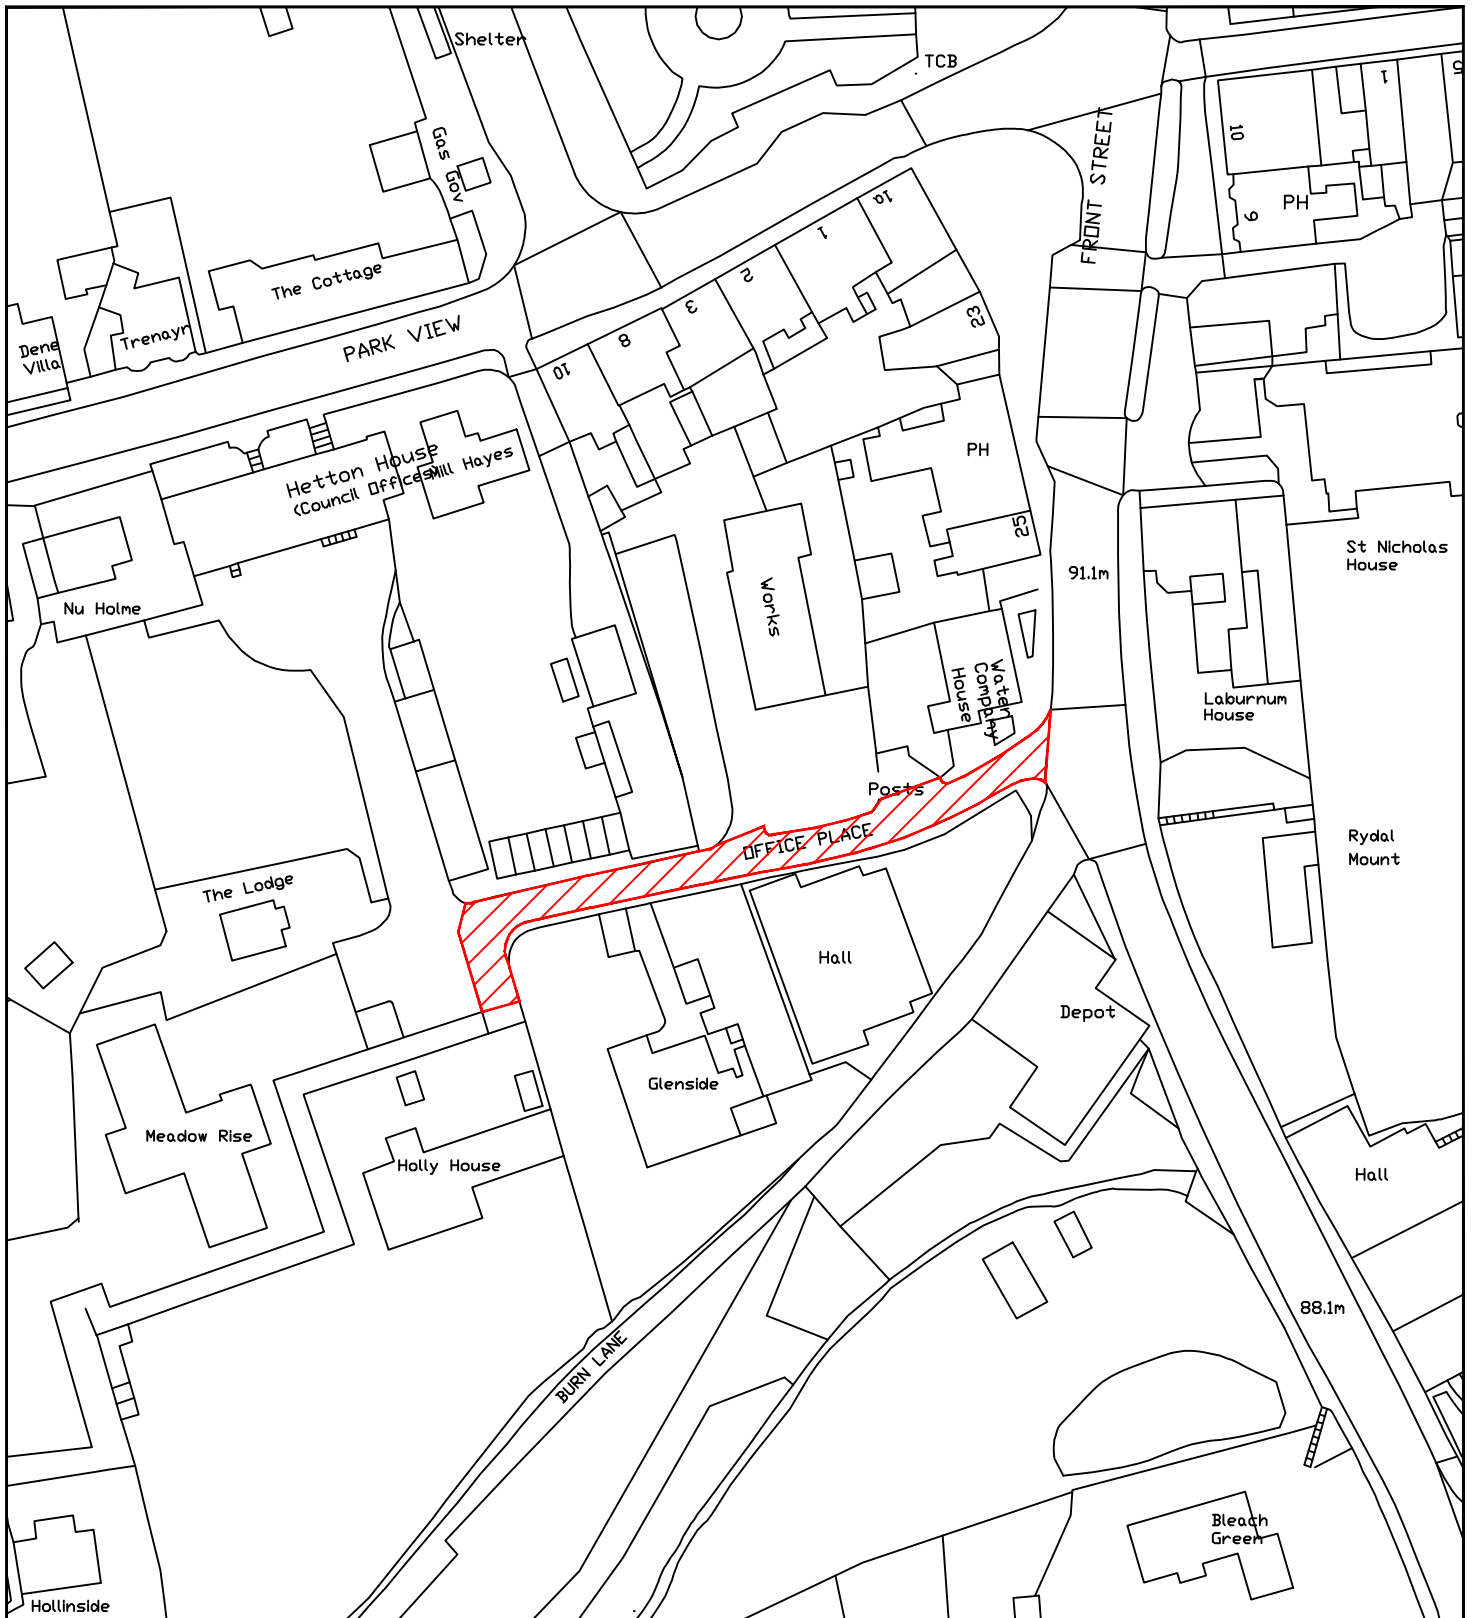 Shelter
TCB
1
5
Gas Gov
FRONT STREET
10
PH
9
1a
1
The Cottage
2
3
23
Trenayr
PARK VIEW
8
Dene
Villa
10
Hetton House
(Council Offices)
Mill Hayes
PH
25
St Nicholas
House
91.1m
Nu Holme
Works
Water
Company
House
Laburnum
House
Posts
OFFICE PLACE
Rydal
Mount
The Lodge
Hall
Depot
Glenside
Meadow Rise
Holly House
Hall
88.1m
BURN LANE
Bleach
Green
Hollinside